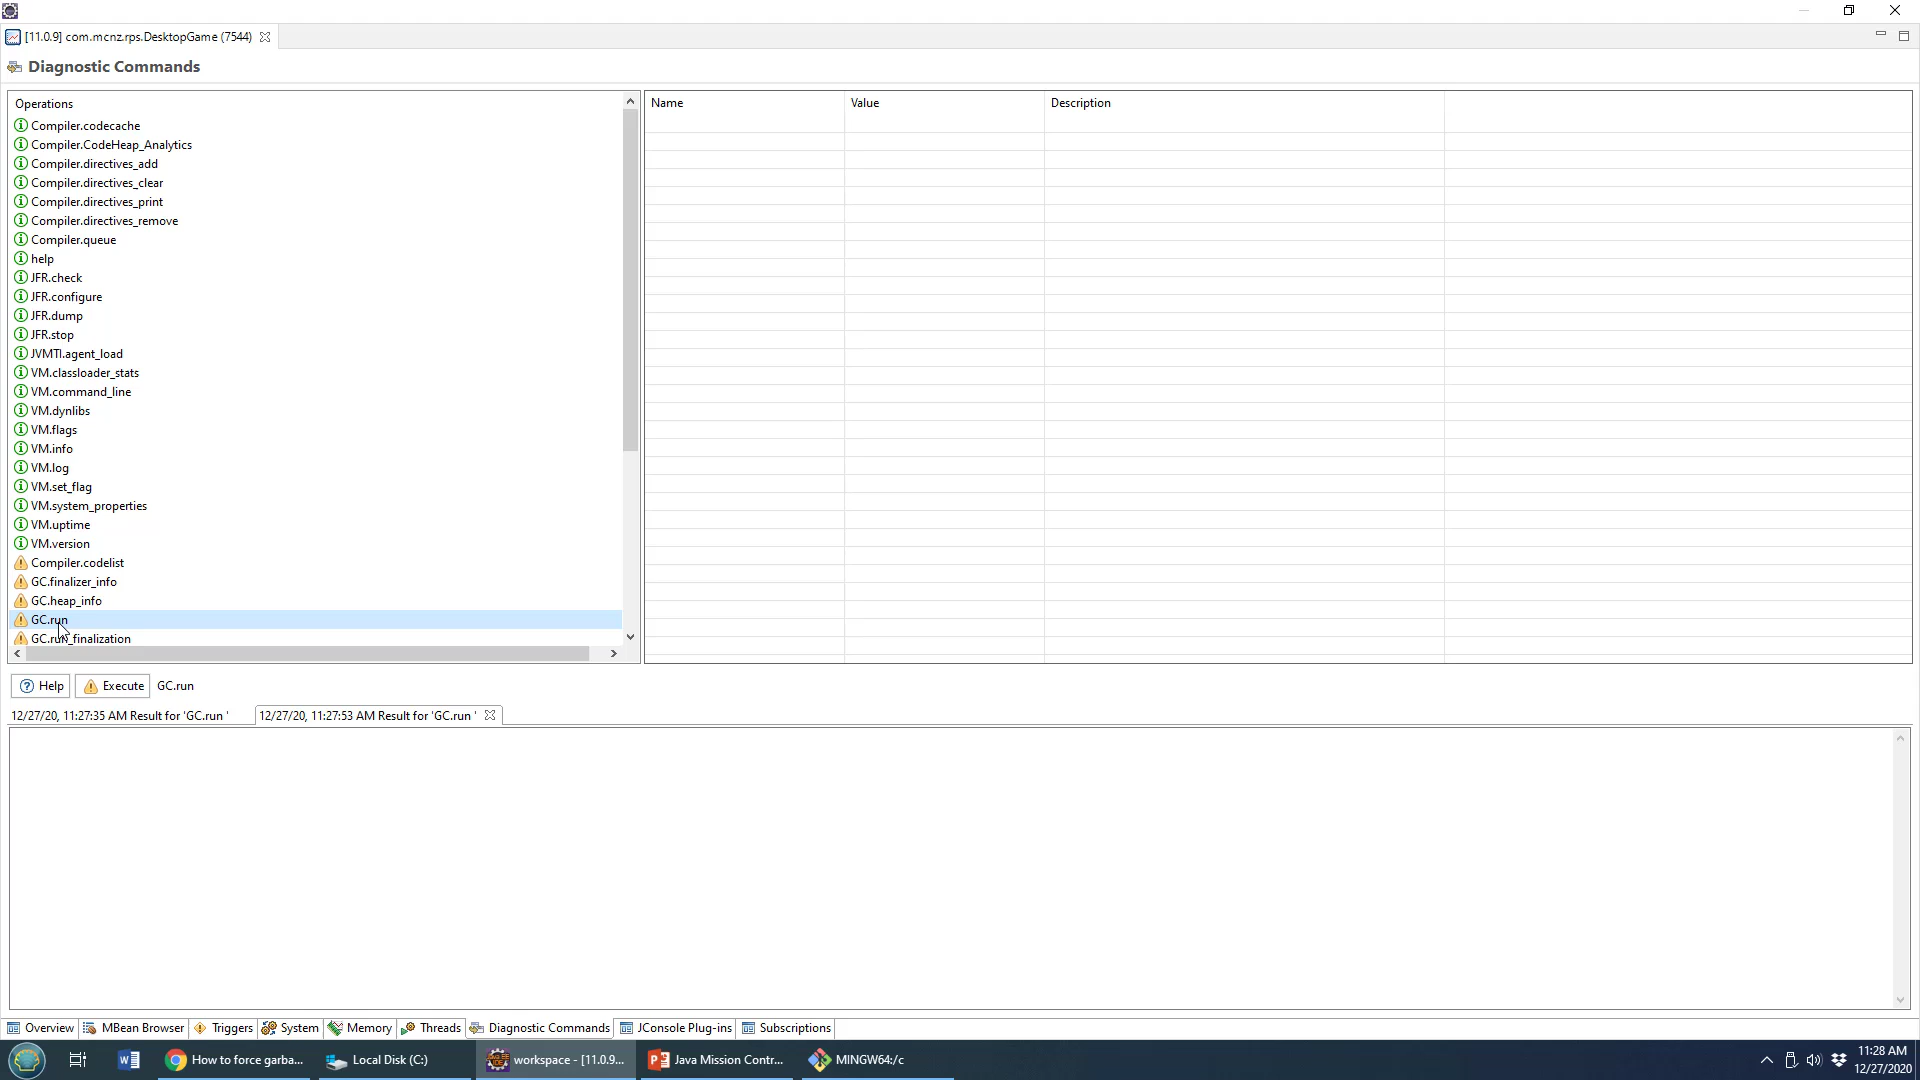 [11.0.9] com.mcnz.rps.DesktopGame (7544)
Diagnostic Commands
Operations
Compiler.codecache
Compiler.CodeHeap_Analytics
Compiler.directives_add
Compiler.directives_clear
Compiler.directives_print
Compiler.directives_remove
Compiler.queue
help
JFR.check
JFR.configure
JFR.dump
JFR.stop
JVMTI.agent_load
VM.classloader_stats
VM.command_line
VM.dynlibs
VM.flags
VM.info
VM.log
VM.set_flag
VM.system_properties
VM.uptime
VM.version
Compiler.codelist
GC.finalizer_info
GC.heap_info
GC.run
GC.run_finalization
Name Value Description
Help Execute GC.run
12/27/20, 11:27:35 AM Result for 'GC.run ' 12/27/20, 11:27:53 AM Result for 'GC.run '
Overview MBean Browser Triggers System Memory Threads Diagnostic Commands JConsole Plug-ins Subscriptions
How to force garba... Local Disk (C:) workspace - [11.0.9... Java Mission Contr... MINGW64:/c
11:28 AM
12/27/2020